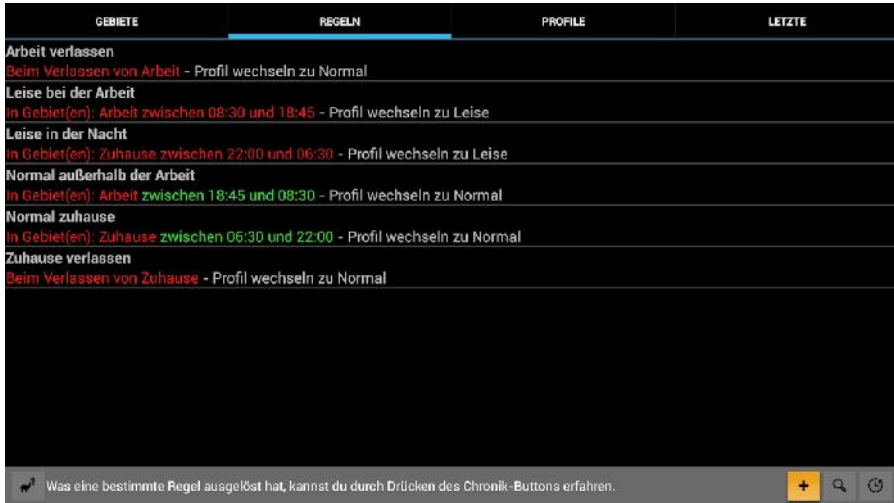 GEBIETE REGELN PROFILE LETZTE
Arbeit verlassen
Beim Verlassen von Arbeit - Profil wechseln zu Normal
Leise bei der Arbeit
In Gebiet(en): Arbeit zwischen 08:30 und 18:45 - Profil wechseln zu Leise
Leise in der Nacht
In Gebiet(en): Zuhause zwischen 22:00 und 06:30 - Profil wechseln zu Leise
Normal außerhalb der Arbeit
In Gebiet(en): Arbeit zwischen 18:45 und 08:30 - Profil wechseln zu Normal
Normal zuhause
In Gebiet(en): Zuhause zwischen 06:30 und 22:00 - Profil wechseln zu Normal
Zuhause verlassen
Beim Verlassen von Zuhause - Profil wechseln zu Normal
Was eine bestimmte Regel ausgelöst hat, kannst du durch Drücken des Chronik-Buttons erfahren.